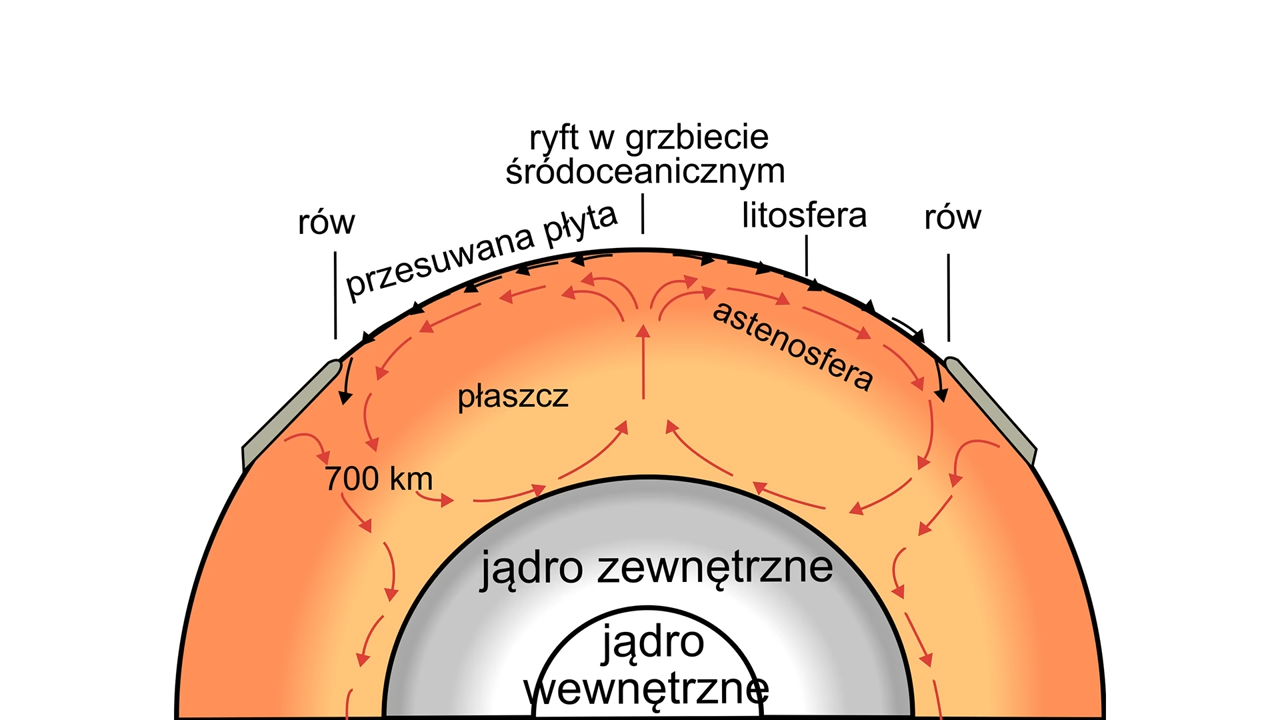 ryft w grzbiecie
śródoceanicznym
rów
przesuwana płyta
litosfera
rów
astenosfera
płaszcz
700 km
jądro zewnętrzne
jądro
wewnętrzne